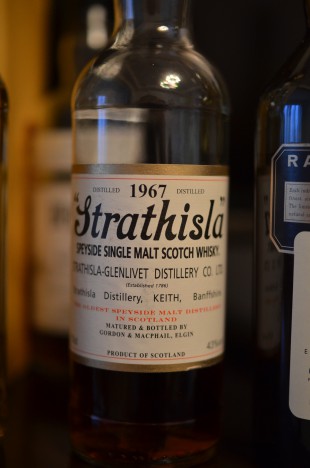 DISTILLED 1967 DISTILLED
"Strathisla"
SPEYSIDE SINGLE MALT SCOTCH WHISKY.
STRATHISLA-GLENLIVET DISTILLERY CO. LTD
(Established 1786)
Strathisla Distillery, KEITH, Banffshire
THE OLDEST SPEYSIDE MALT DISTILLERY
IN SCOTLAND
MATURED & BOTTLED BY
GORDON & MACPHAIL, ELGIN
PRODUCT OF SCOTLAND
RA